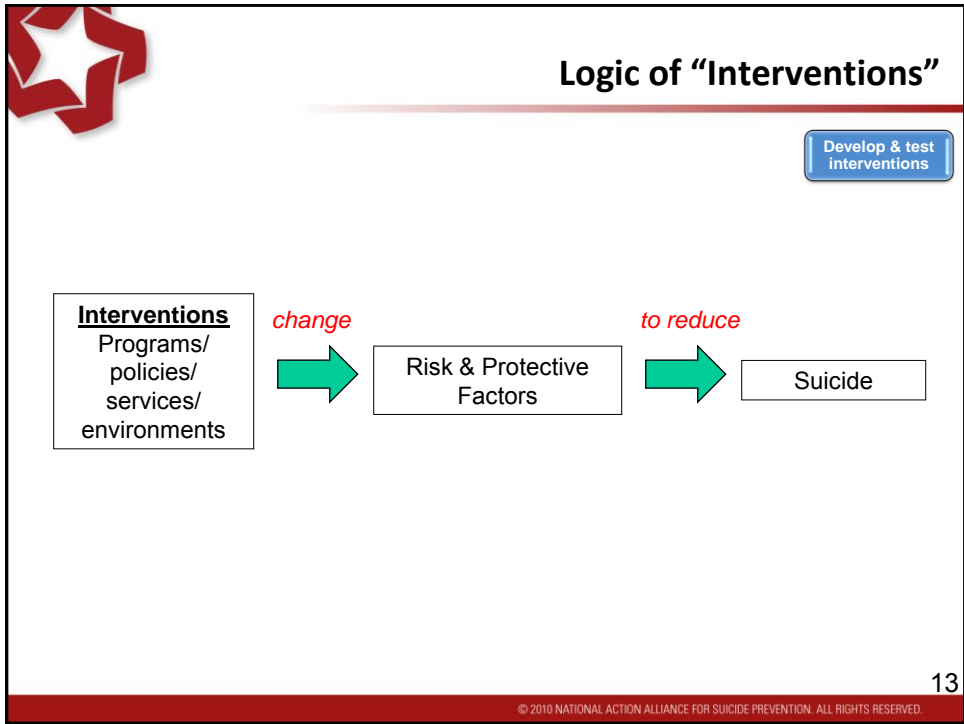 Logic of “Interventions”
Develop & test
interventions
Interventions
Programs/
policies/
services/
environments
change
Risk & Protective
Factors
to reduce
Suicide
13
© 2010 NATIONAL ACTION ALLIANCE FOR SUICIDE PREVENTION. ALL RIGHTS RESERVED.